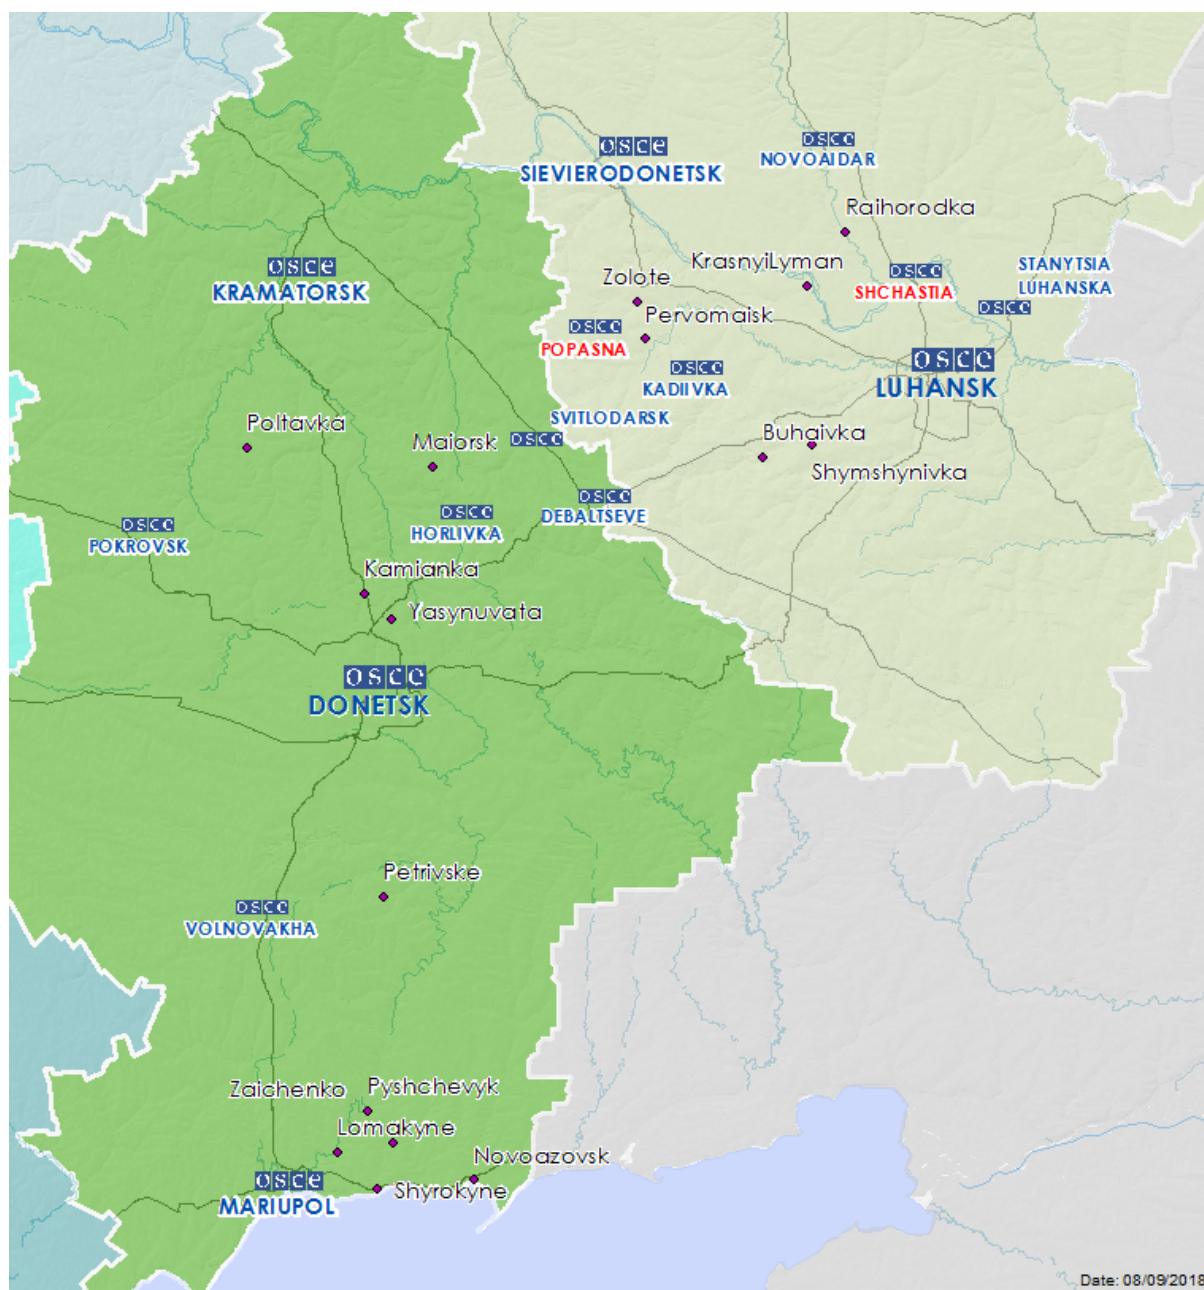 osce
SIEVIERODONETSK
osce
NOVOAIDAR
Raihorodka
osce
KRAMATORSK
KrasnyiLyman
osce
SHCHASTIA
STANYTSIA
LUHANSKA
osce
Zolote
Pervomaisk
osce
POPASNA
osce
LUHANSK
osce
KADIIVKA
SVITLODARSK
osce
Poltavka
Maiorsk
Buhaivka
Shymshynivka
osce
DEBALTSEVE
osce
HORLIVKA
osce
POKROVSK
Kamianka
Yasynuvata
osce
DONETSK
Petrivske
osce
VOLNOVAKHA
Zaichenko
Pyshchevyk
Lomakyne
Novoazovsk
osce
MARIUPOL
Shyrokyne
Date: 08/09/2018